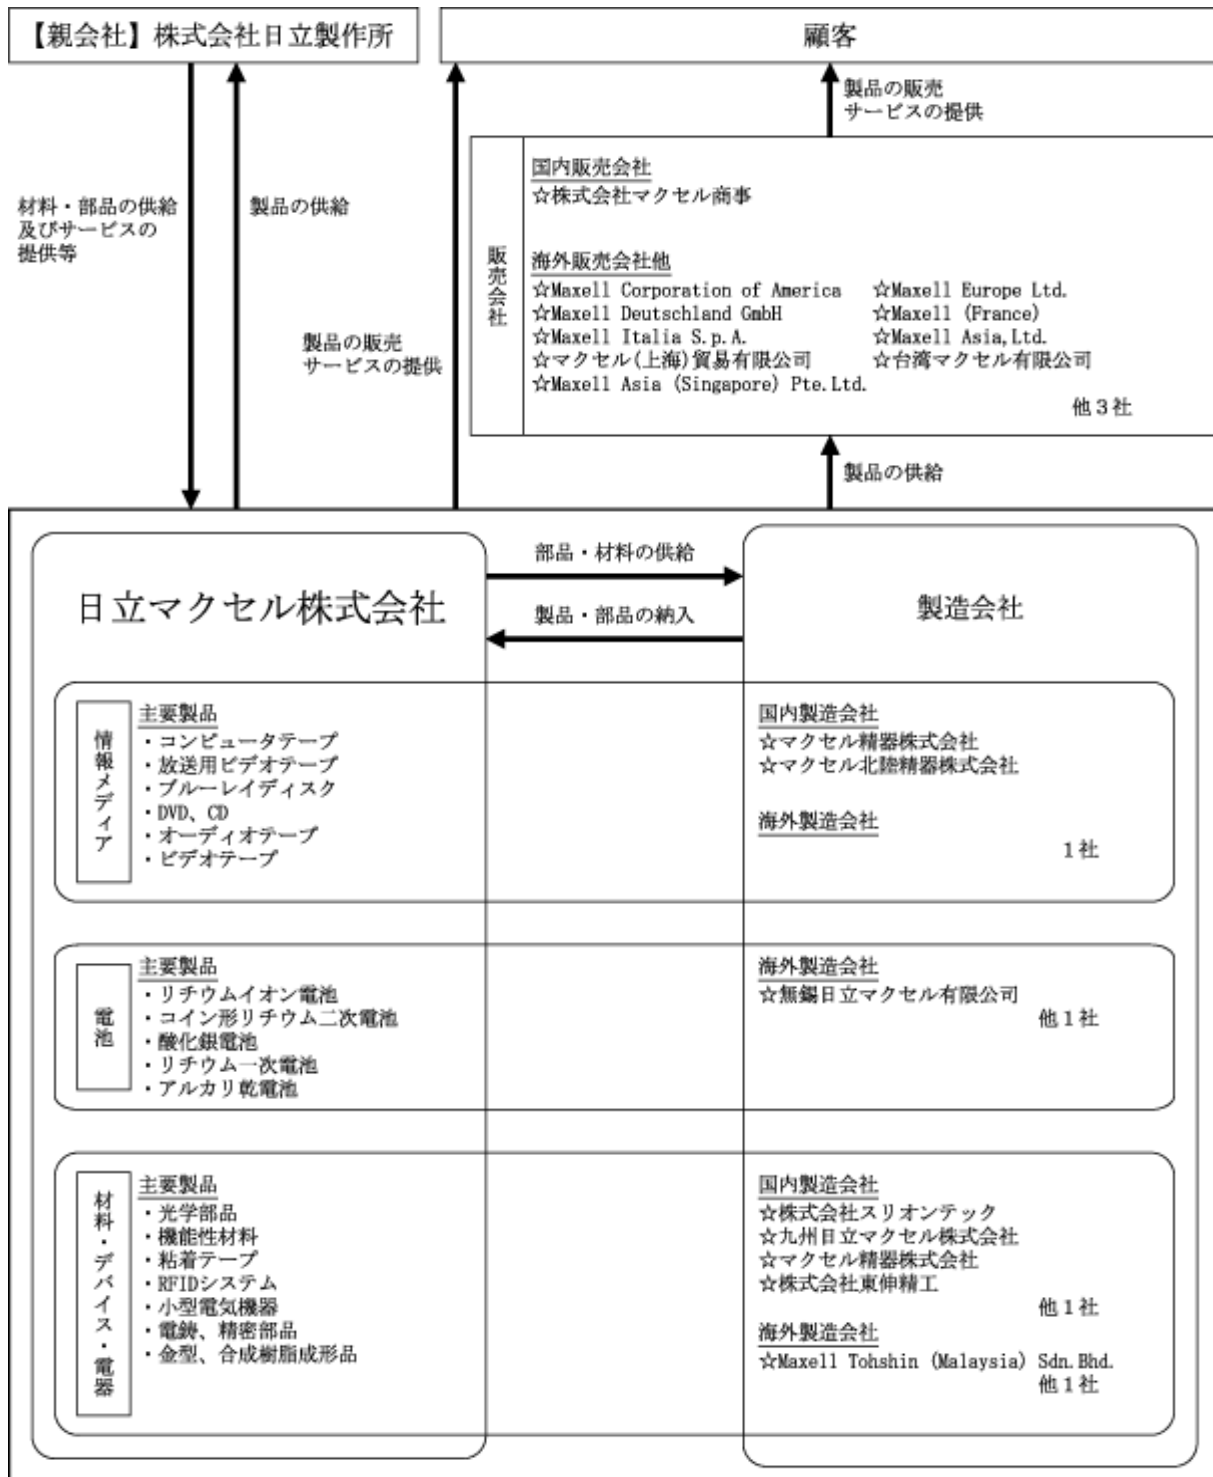 【親会社】株式会社日立製作所
顧客
製品の販売
サービスの提供
材料・部品の供給
及びサービスの
提供等
製品の供給
製品の販売
サービスの提供
販売会社
国内販売会社
☆株式会社マクセル商事
海外販売会社他
☆Maxell Corporation of America ☆Maxell Europe Ltd.
☆Maxell Deutschland GmbH ☆Maxell (France)
☆Maxell Italia S.p.A. ☆Maxell Asia,Ltd.
☆マクセル(上海)貿易有限公司 ☆台湾マクセル有限公司
☆Maxell Asia (Singapore) Pte.Ltd.
他3社
製品の供給
日立マクセル株式会社
部品・材料の供給
製品・部品の納入
製造会社
情報メディア
主要製品
・コンピュータテープ
・放送用ビデオテープ
・ブルーレイディスク
・DVD、CD
・オーディオテープ
・ビデオテープ
国内製造会社
☆マクセル精器株式会社
☆マクセル北陸精器株式会社
海外製造会社
1社
電池
主要製品
・リチウムイオン電池
・コイン形リチウム二次電池
・酸化銀電池
・リチウム一次電池
・アルカリ乾電池
海外製造会社
☆無錫日立マクセル有限公司
他1社
材料・デバイス・電器
主要製品
・光学部品
・機能性材料
・粘着テープ
・RFIDシステム
・小型電気機器
・電鋳、精密部品
・金型、合成樹脂成形品
国内製造会社
☆株式会社スリオンテック
☆九州日立マクセル株式会社
☆マクセル精器株式会社
☆株式会社東伸精工
他1社
海外製造会社
☆Maxell Tohshin (Malaysia) Sdn.Bhd.
他1社